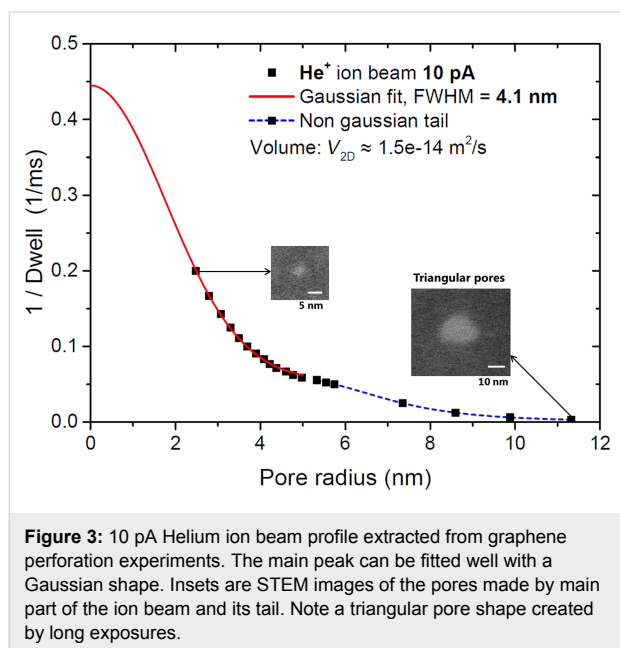 0.5
0.4
0.3
0.2
0.1
0.0
1 / Dwell (1/ms)
He⁺ ion beam 10 pA
Gaussian fit, FWHM = 4.1 nm
Non gaussian tail
Volume: V₂D ≈ 1.5e-14 m²/s
5 nm
Triangular pores
10 nm
0 2 4 6 8 10 12
Pore radius (nm)
Figure 3: 10 pA Helium ion beam profile extracted from graphene
perforation experiments. The main peak can be fitted well with a
Gaussian shape. Insets are STEM images of the pores made by main
part of the ion beam and its tail. Note a triangular pore shape created
by long exposures.